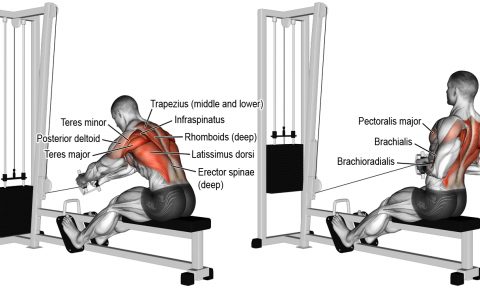 Trapezius (middle and lower)
Infraspinatus
Teres minor
Posterior deltoid
Rhomboids (deep)
Teres major
Latissimus dorsi
Erector spinae
(deep)
Pectoralis major
Brachialis
Brachioradialis